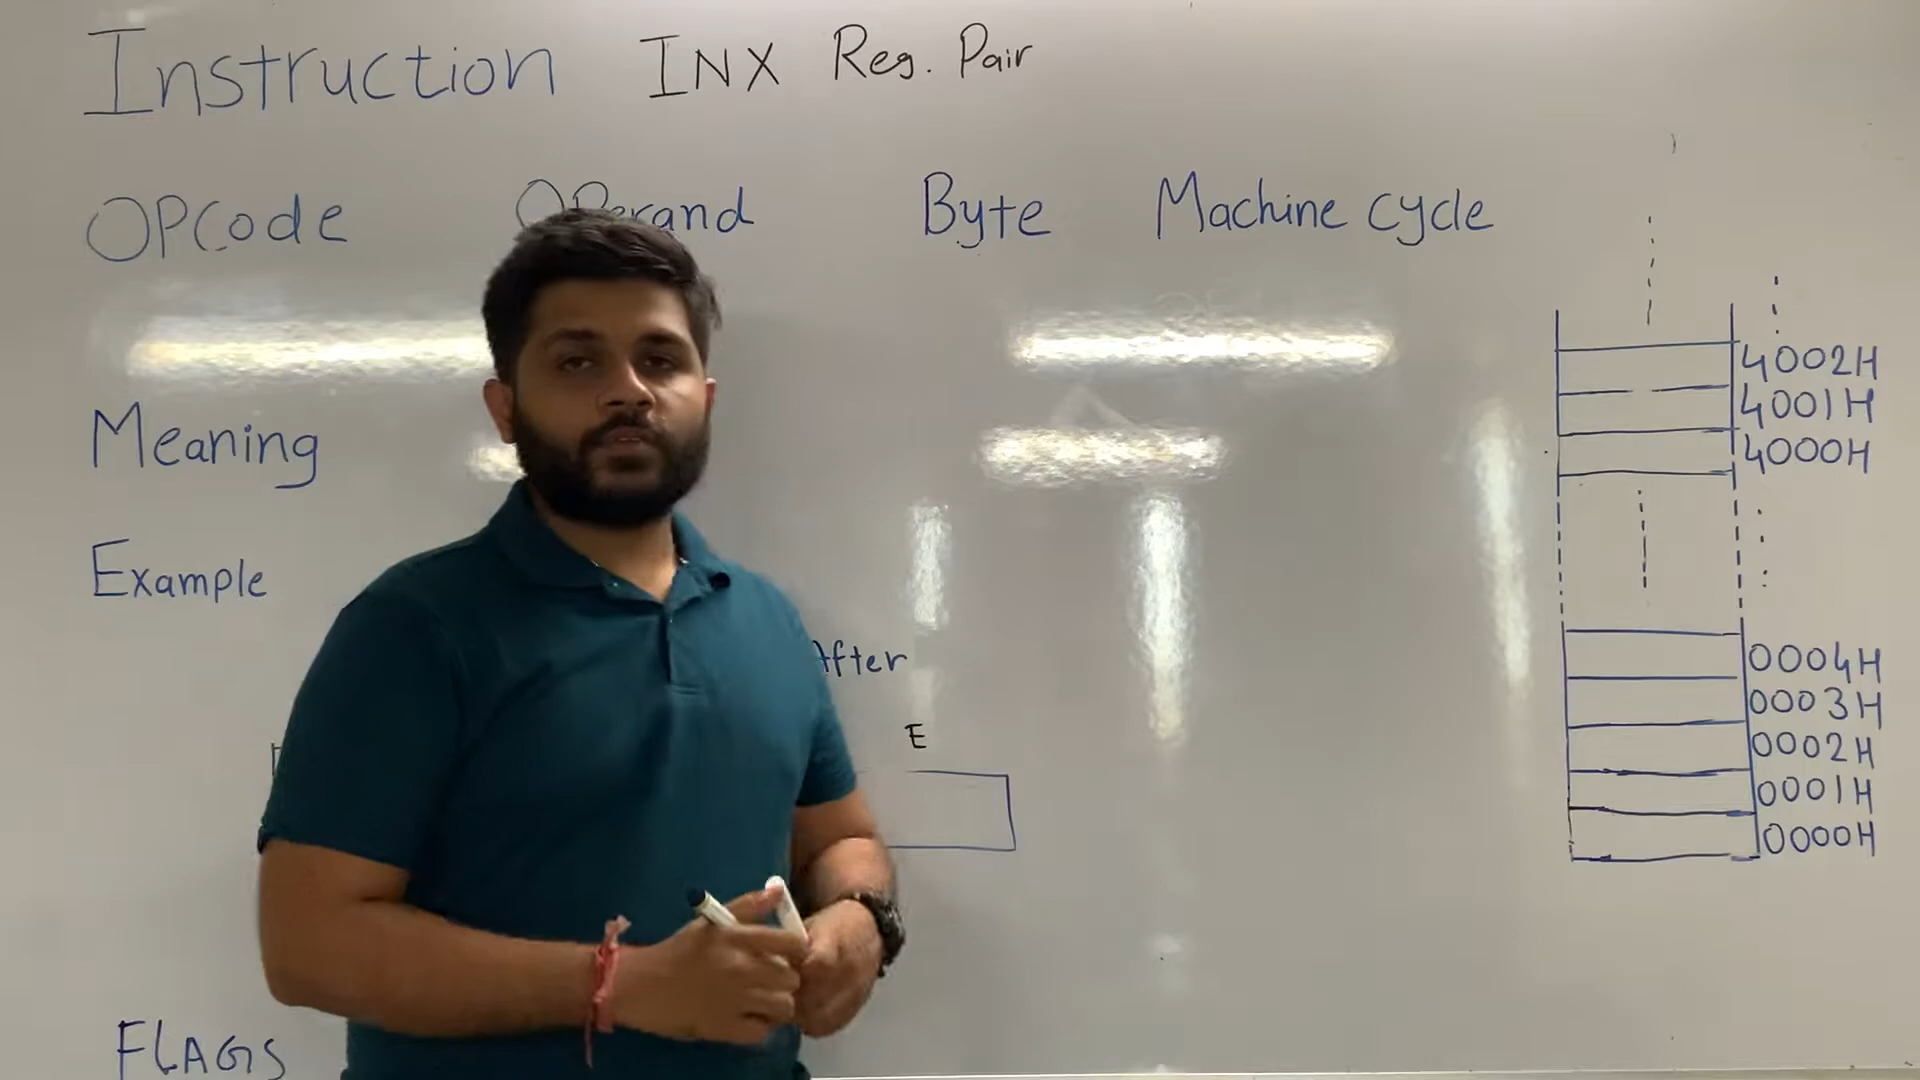 Instruction INX Reg. Pair
OPCode OPerand Byte Machine cycle
4002H
4001H
Meaning
4000H
Example
After
0004H
0003H
E
0002H
0001H
0000H
FLAGS